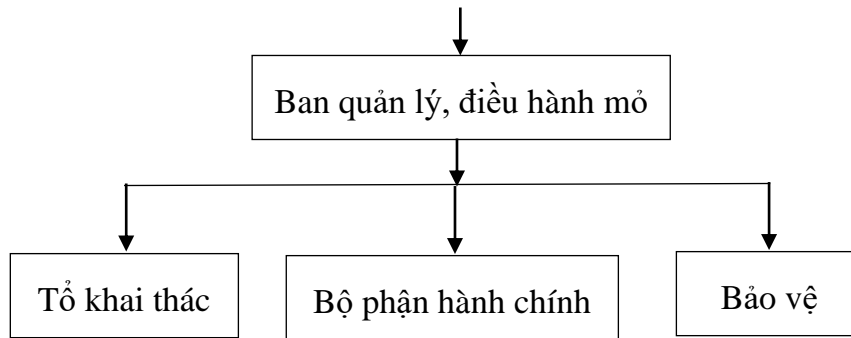 Ban quản lý, điều hành mỏ
Tổ khai thác
Bộ phận hành chính
Bảo vệ